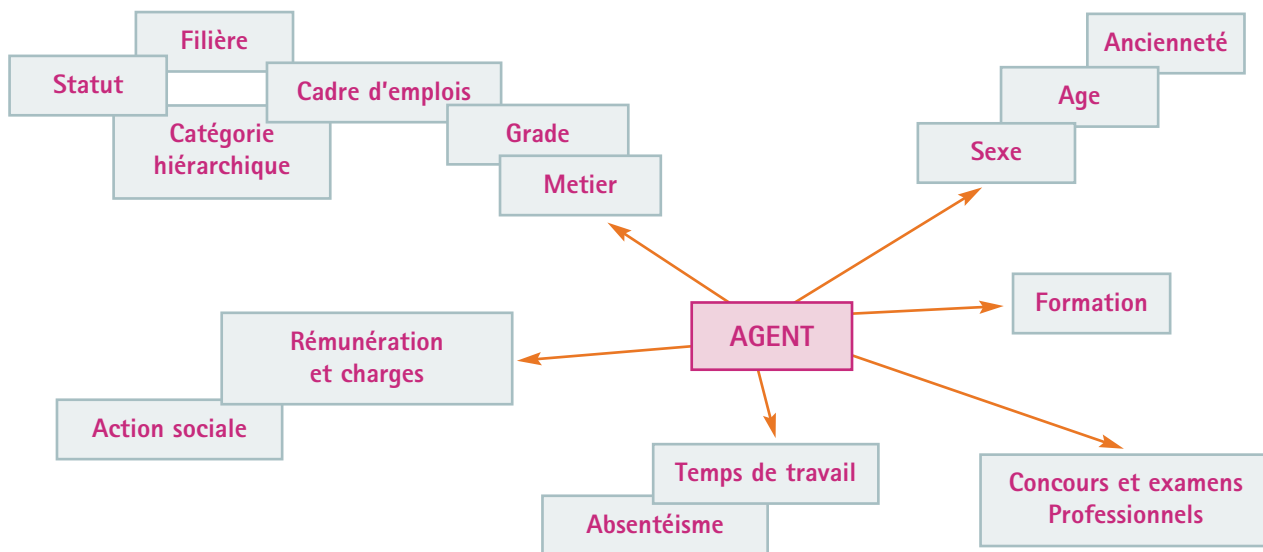 Filière
Statut
Cadre d'emplois
Catégorie
hiérarchique
Grade
Metier
Ancienneté
Age
Sexe
AGENT
Formation
Rémunération
et charges
Action sociale
Temps de travail
Absentéisme
Concours et examens
Professionnels